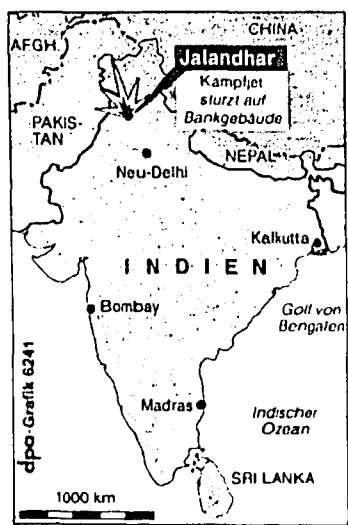 AFGH.
CHINA
Jalandhar
Kampfjet
stürzt auf
Bankgebäude
PAKIS-
TAN
NEPAL
Neu-Delhi
Kalkutta
INDIEN
Bombay
Golf von
Bengalen
Madras
Indischer
Ozean
SRI LANKA
1000 km
dpa-Grafik 6241